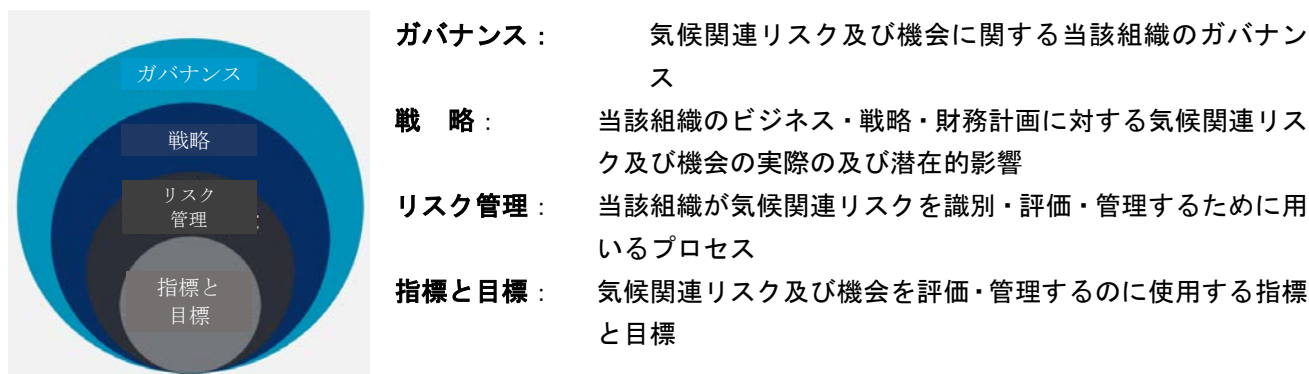 ガバナンス
戦略
リスク
管理
指標と
目標
ガバナンス： 気候関連リスク及び機会に関する当該組織のガバナン
ス
戦　略： 当該組織のビジネス・戦略・財務計画に対する気候関連リス
ク及び機会の実際の及び潜在的影響
リスク管理： 当該組織が気候関連リスクを識別・評価・管理するために用
いるプロセス
指標と目標： 気候関連リスク及び機会を評価・管理するのに使用する指標
と目標